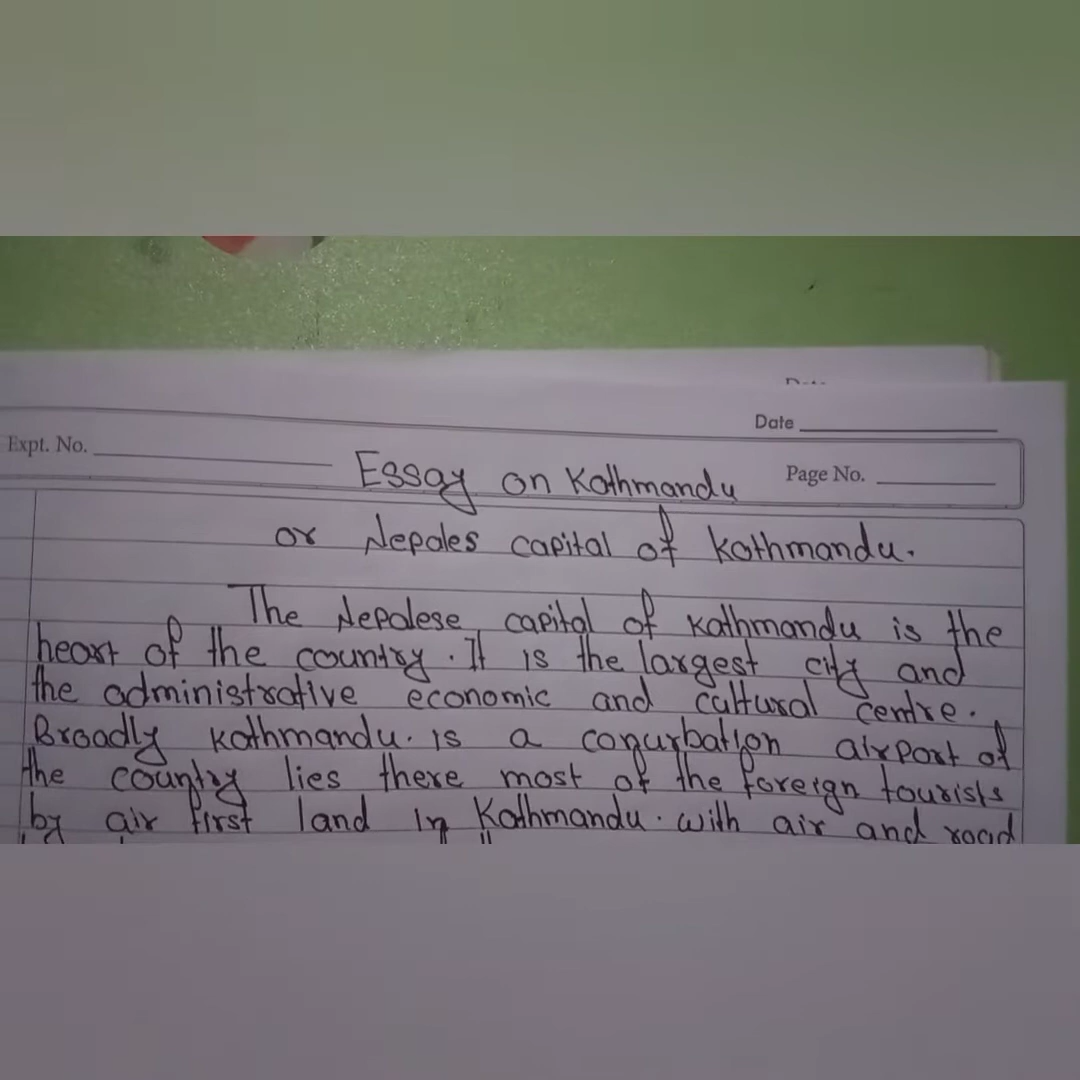 Date
Expt. No.
Essay on Kathmandu
Page No.
or Nepales capital of kathmandu.
The Nepalese capital of kathmandu is the
heart of the country. It is the largest city and
the administrative economic and cultural centre.
Broadly kathmandu. is a conurbation airport of
the country lies there most of the foreign tourists
by air first land in Kathmandu. with air and road